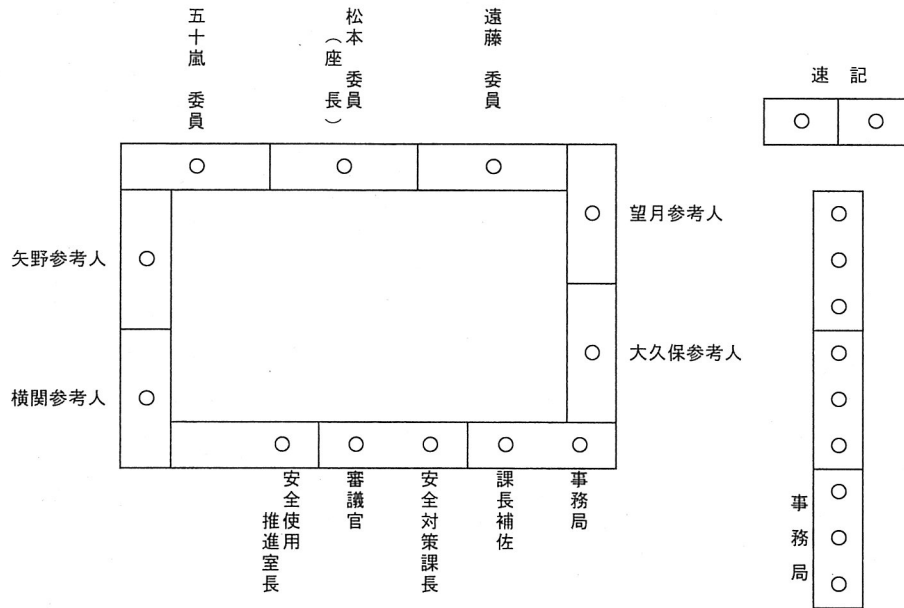 五十嵐 委員
松本 委員
（座 長）
遠藤 委員
速 記
望月参考人
矢野参考人
大久保参考人
横関参考人
安全使用
推進室長
審議官
安全対策課長
課長補佐
事務局
事務局